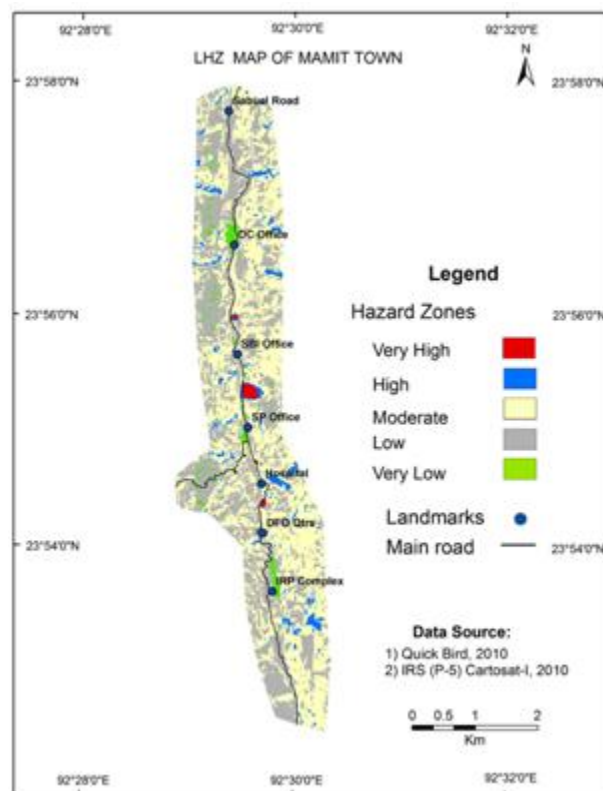 92°28'0"E 92°30'0"E 92°32'0"E
LHZ MAP OF MAMIT TOWN
N
23°58'0"N 23°58'0"N
Saibual Road
DC Office
Legend
Hazard Zones
23°56'0"N 23°56'0"N
Very High
SBI Office
High
Moderate
SP Office
Low
Very Low
Hospital
Landmarks
DFO Qtrs
Main road
23°54'0"N 23°54'0"N
IRP Complex
Data Source:
1) Quick Bird, 2010
2) IRS (P-5) Cartosat-I, 2010
0 0.5 1 2
Km
92°28'0"E 92°30'0"E 92°32'0"E